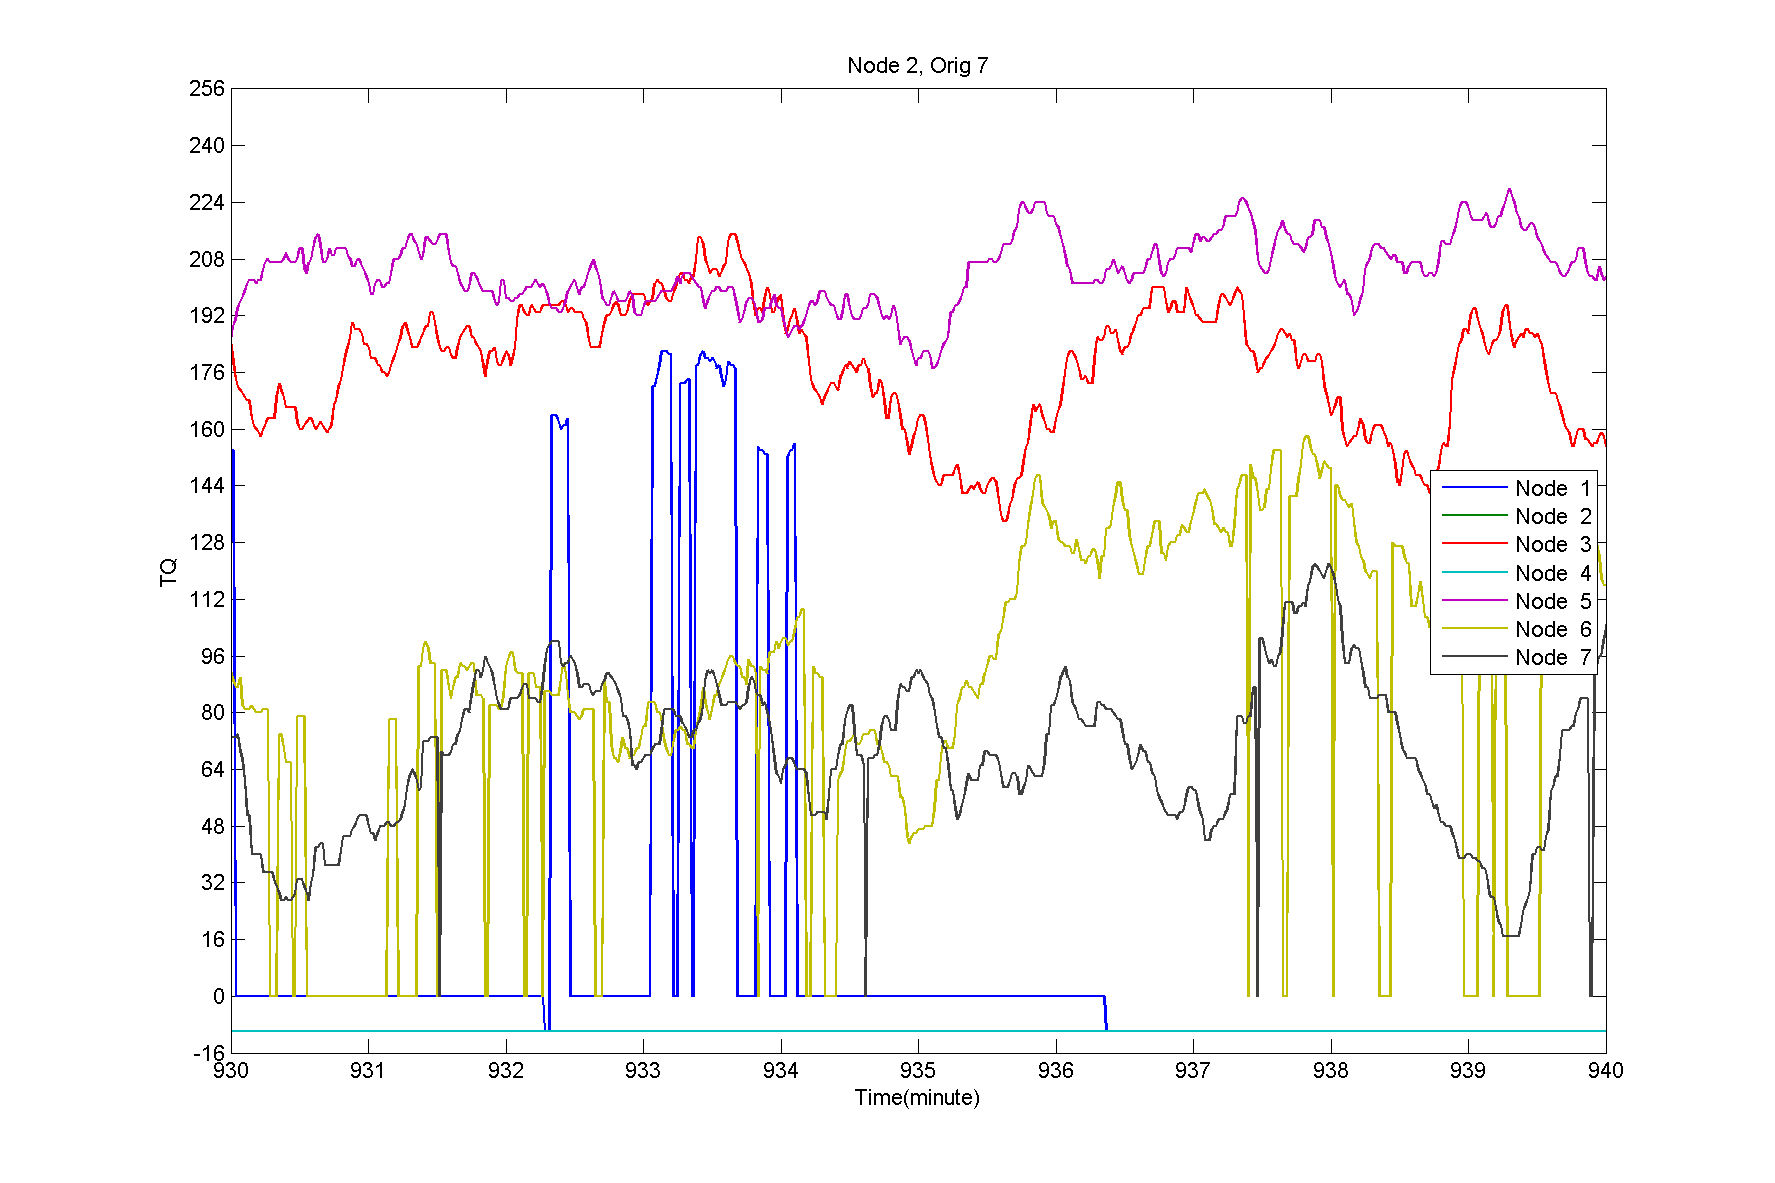 Node 2, Orig 7
256
240
224
208
192
176
160
144
128
112
96
80
64
48
32
16
0
-16
TQ
930 931 932 933 934 935 936 937 938 939 940
Time(minute)
Node 1
Node 2
Node 3
Node 4
Node 5
Node 6
Node 7